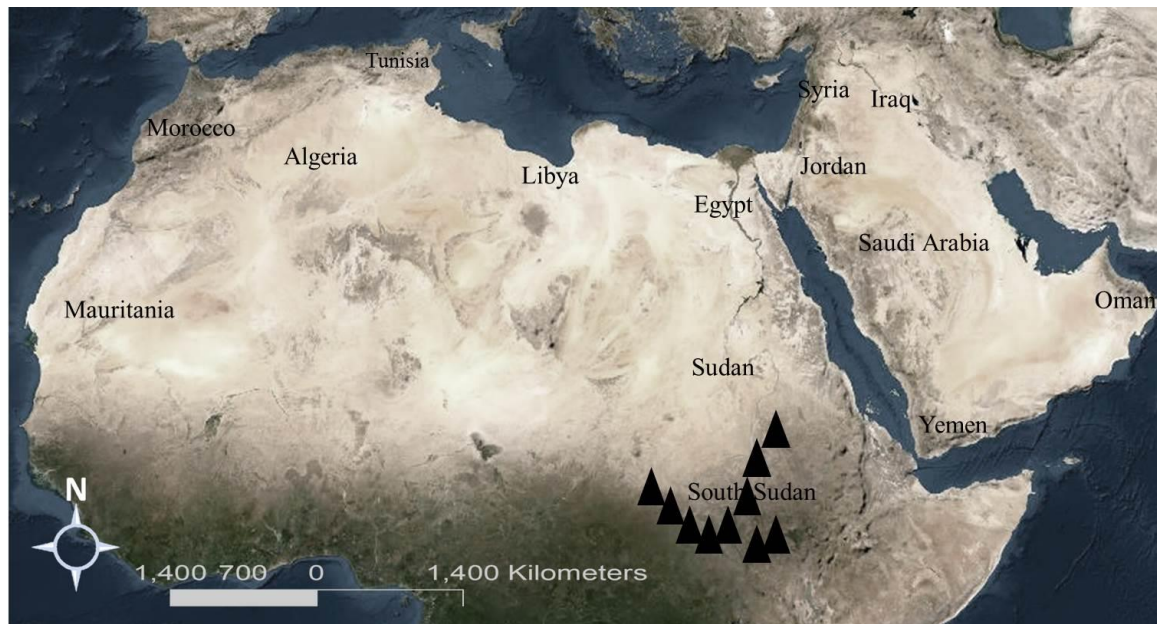 Tunisia
Syria
Iraq
Morocco
Algeria
Libya
Jordan
Egypt
Saudi Arabia
Mauritania
Oman
Sudan
Yemen
South Sudan
N
1,400 700 0 1,400 Kilometers